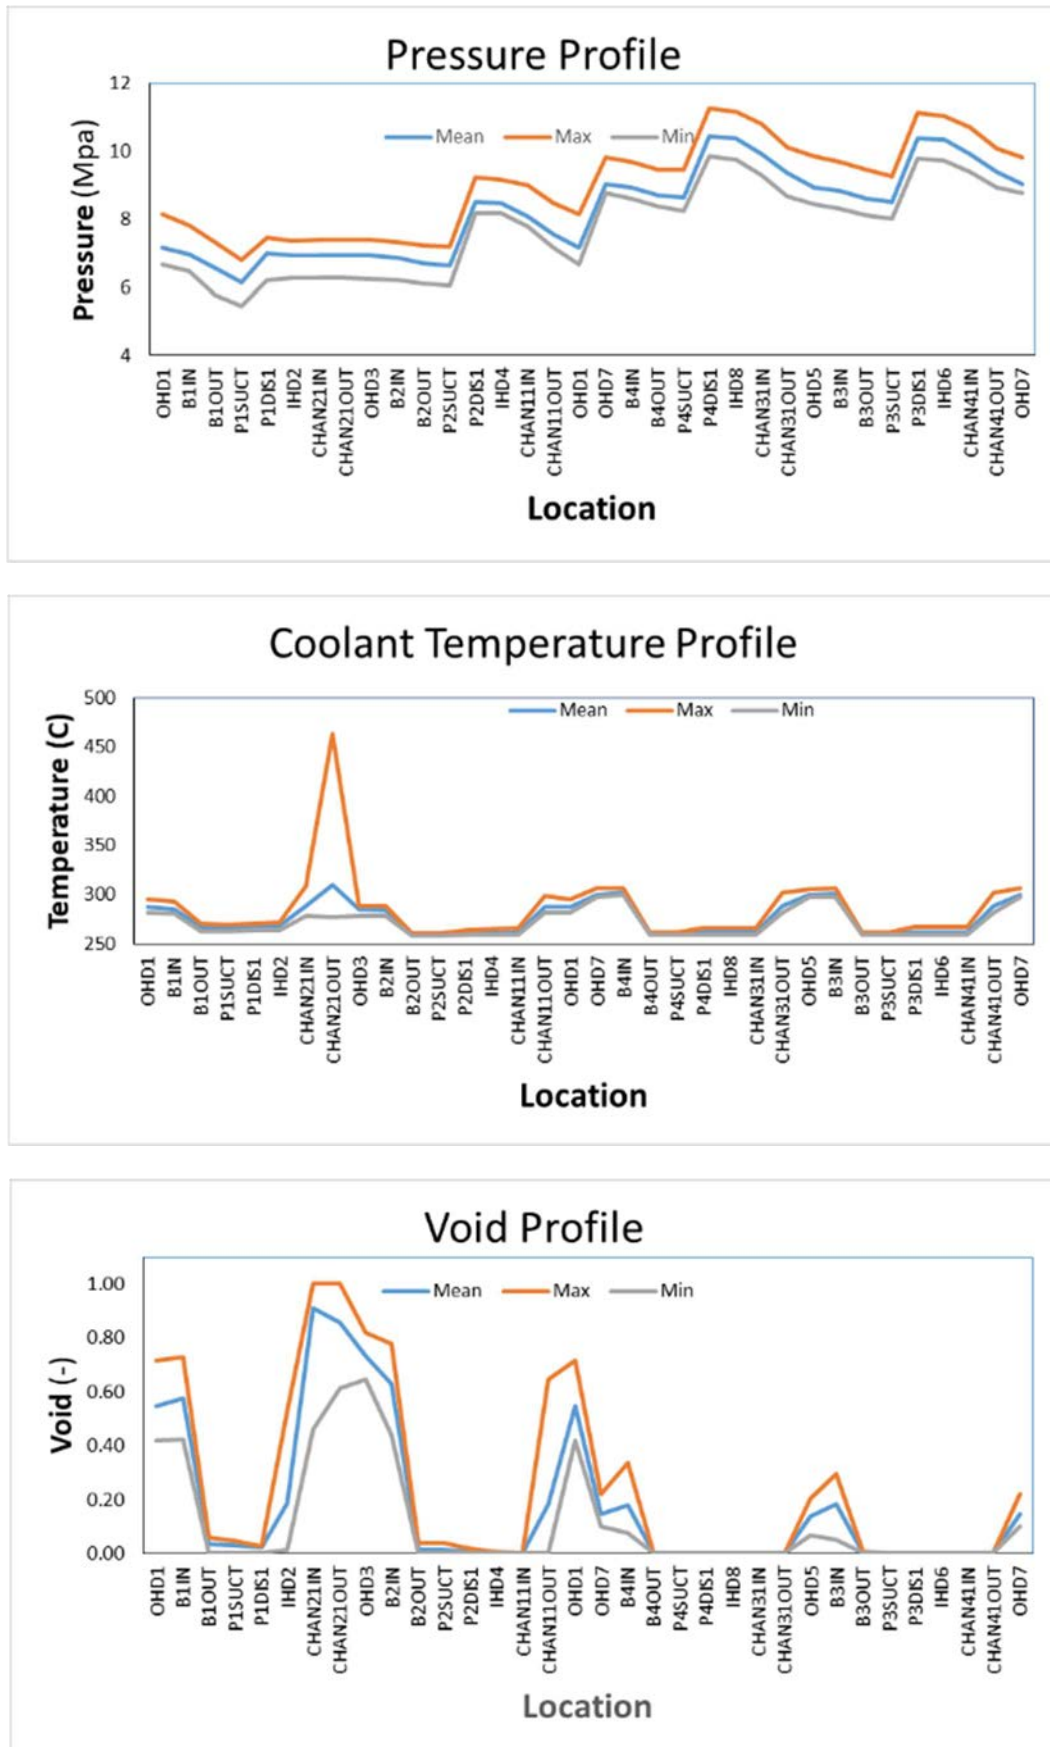 Pressure Profile
12
10
8
6
4
Pressure (Mpa)
Mean Max Min
OHD1
B1IN
B1OUT
P1SUCT
P1DIS1
IHD2
CHAN21IN
CHAN21OUT
OHD3
B2IN
B2OUT
P2SUCT
P2DIS1
IHD4
CHAN11IN
CHAN11OUT
OHD1
OHD7
B4IN
B4OUT
P4SUCT
P4DIS1
IHD8
CHAN31IN
CHAN31OUT
OHD5
B3IN
B3OUT
P3SUCT
P3DIS1
IHD6
CHAN41IN
CHAN41OUT
OHD7
Location
Coolant Temperature Profile
500
450
400
350
300
250
Temperature (C)
Mean Max Min
OHD1
B1IN
B1OUT
P1SUCT
P1DIS1
IHD2
CHAN21IN
CHAN21OUT
OHD3
B2IN
B2OUT
P2SUCT
P2DIS1
IHD4
CHAN11IN
CHAN11OUT
OHD1
OHD7
B4IN
B4OUT
P4SUCT
P4DIS1
IHD8
CHAN31IN
CHAN31OUT
OHD5
B3IN
B3OUT
P3SUCT
P3DIS1
IHD6
CHAN41IN
CHAN41OUT
OHD7
Location
Void Profile
1.00
0.80
0.60
0.40
0.20
0.00
Void (-)
Mean Max Min
OHD1
B1IN
B1OUT
P1SUCT
P1DIS1
IHD2
CHAN21IN
CHAN21OUT
OHD3
B2IN
B2OUT
P2SUCT
P2DIS1
IHD4
CHAN11IN
CHAN11OUT
OHD1
OHD7
B4IN
B4OUT
P4SUCT
P4DIS1
IHD8
CHAN31IN
CHAN31OUT
OHD5
B3IN
B3OUT
P3SUCT
P3DIS1
IHD6
CHAN41IN
CHAN41OUT
OHD7
Location